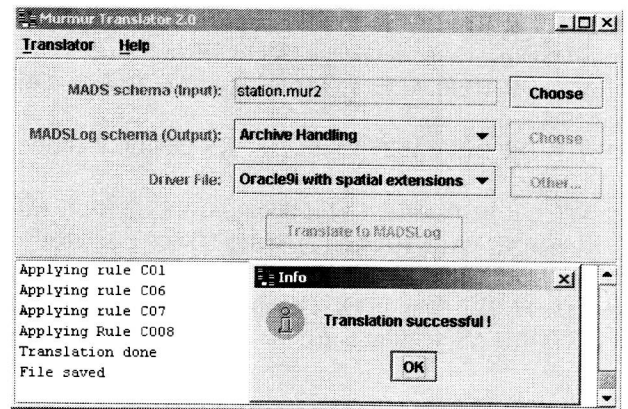 Murmur Translator 2.0
Translator Help
MADS schema (Input): station.mur2 Choose
MADSLog schema (Output): Archive Handling Choose
Driver File: Oracle9i with spatial extensions Other...
Translate to MADSLog
Applying rule C01
Applying rule C06
Applying rule C07
Applying Rule C008
Translation done
File saved
Info
Translation successful !
OK